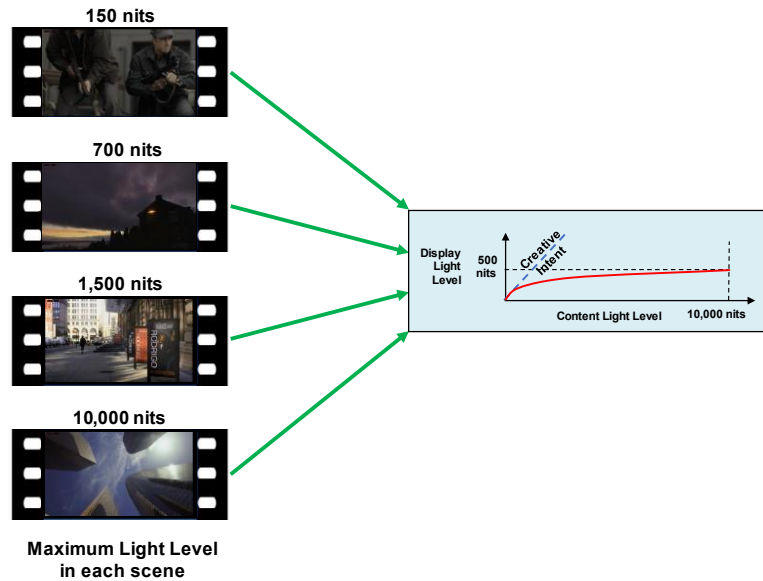 150 nits
700 nits
1,500 nits
RODRIGO
10,000 nits
Maximum Light Level
in each scene
Display
Light
Level
500
nits
Creative
Intent
Content Light Level
10,000 nits